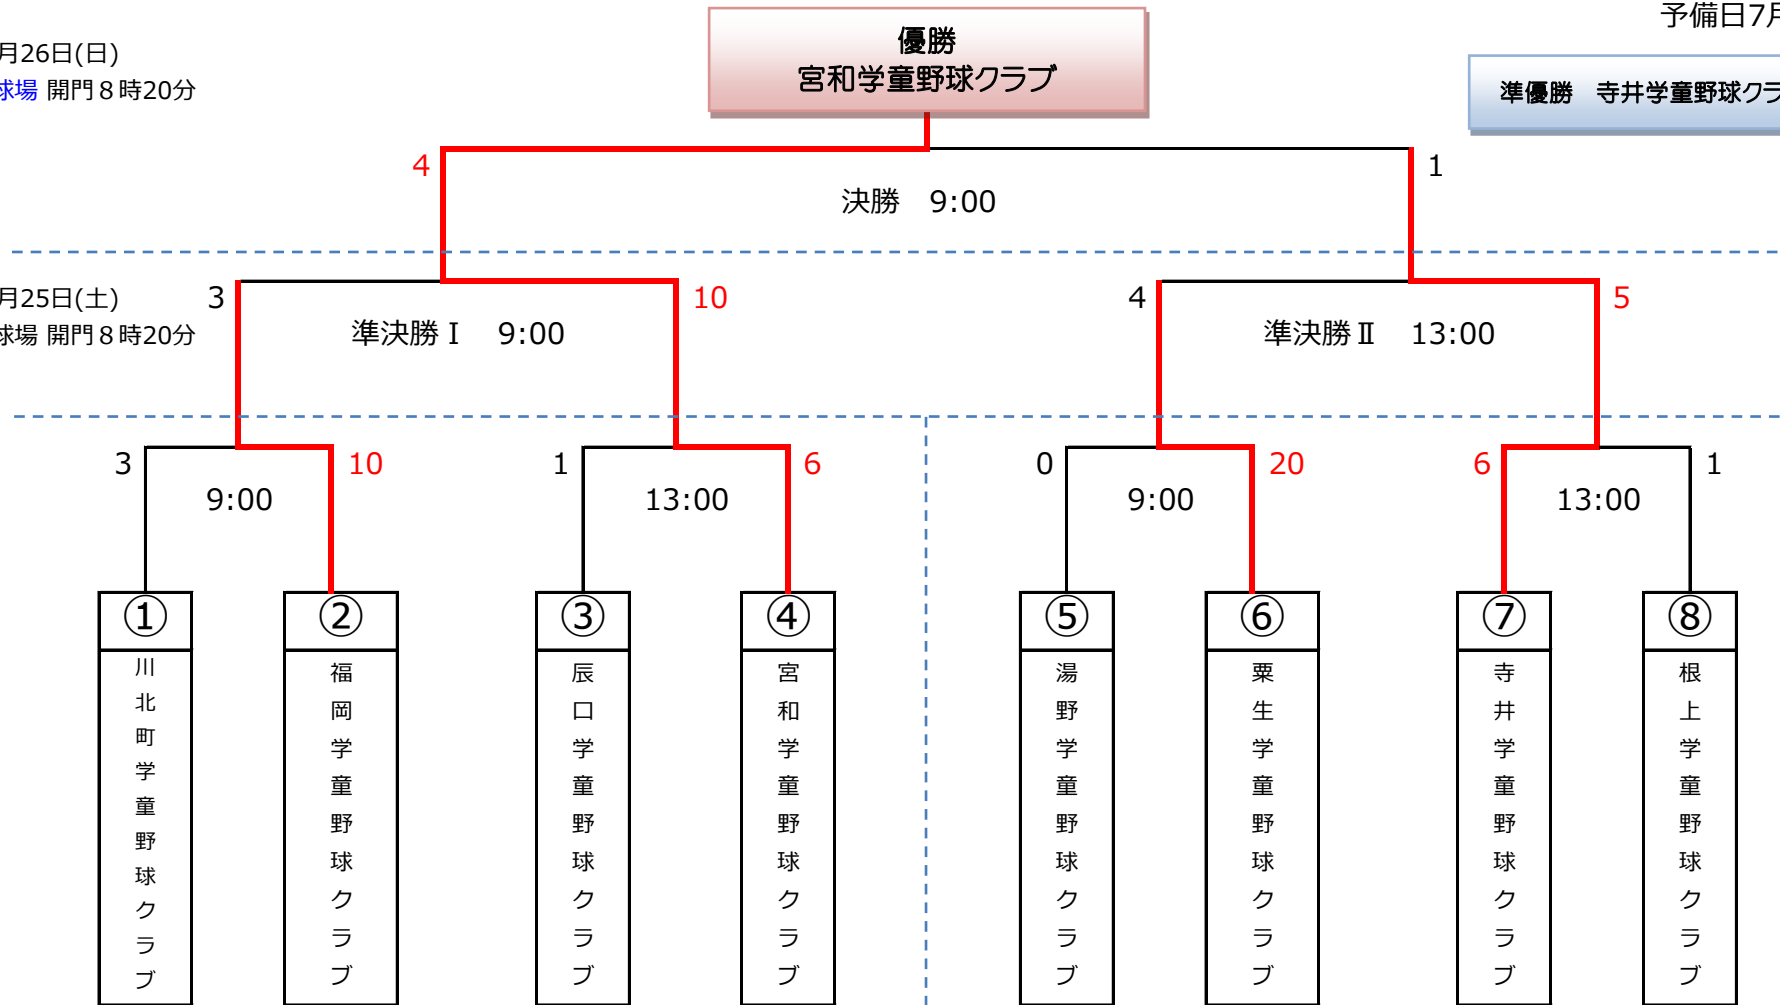 予備日7月
優勝
宮和学童野球クラブ
月26日(日)
球場 開門８時20分
準優勝　寺井学童野球クラ
4
1
決勝　9:00
月25日(土)
球場 開門８時20分
3
10
4
5
準決勝Ⅰ　9:00
準決勝Ⅱ　13:00
3
10
1
6
0
20
6
1
9:00
13:00
9:00
13:00
①
②
③
④
⑤
⑥
⑦
⑧
川北町学童野球クラブ
福岡学童野球クラブ
辰口学童野球クラブ
宮和学童野球クラブ
湯野学童野球クラブ
粟生学童野球クラブ
寺井学童野球クラブ
根上学童野球クラブ